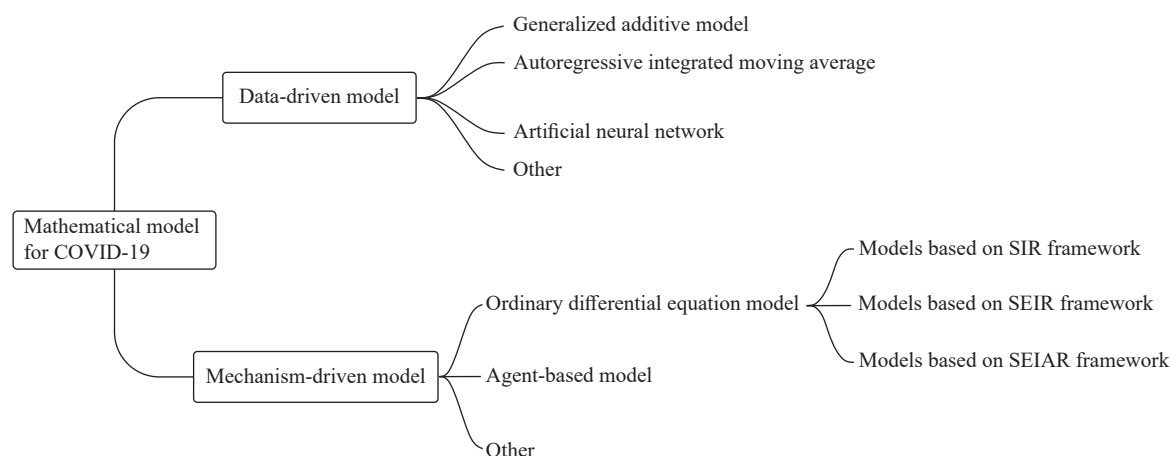 Generalized additive model
Autoregressive integrated moving average
Data-driven model
Artificial neural network
Other
Mathematical model
for COVID-19
Models based on SIR framework
Ordinary differential equation model
Models based on SEIR framework
Models based on SEIAR framework
Mechanism-driven model
Agent-based model
Other